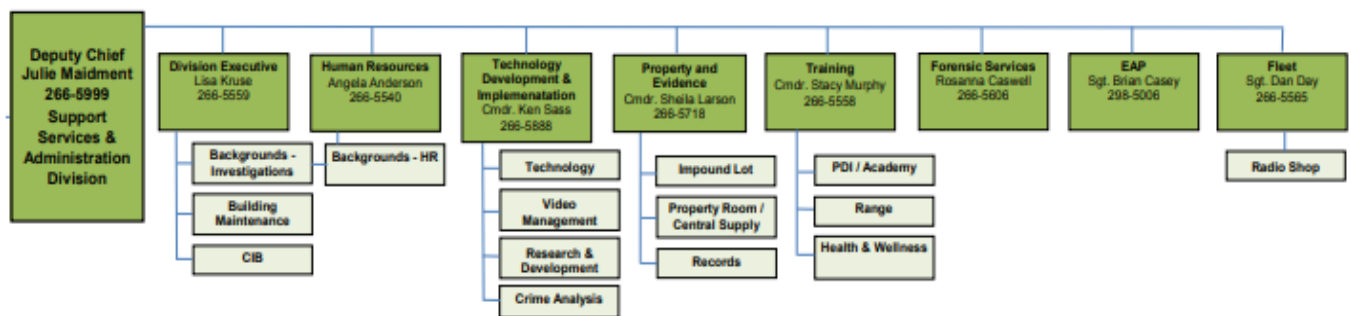 Deputy Chief
Julie Maidment
266-5999
Support
Services &
Administration
Division
Division Executive
Lisa Kruse
266-5559
Backgrounds -
Investigations
Building
Maintenance
CIB
Human Resources
Angela Anderson
266-5540
Backgrounds - HR
Technology
Development &
Implemenatation
Cmdr. Ken Sass
266-5888
Technology
Video
Management
Research &
Development
Crime Analysis
Property and
Evidence
Cmdr. Sheila Larson
266-5718
Impound Lot
Property Room /
Central Supply
Records
Training
Cmdr. Stacy Murphy
266-5558
PDI / Academy
Range
Health & Wellness
Forensic Services
Rosanna Caswell
266-5606
EAP
Sgt. Brian Casey
298-5006
Fleet
Sgt. Dan Day
266-5565
Radio Shop